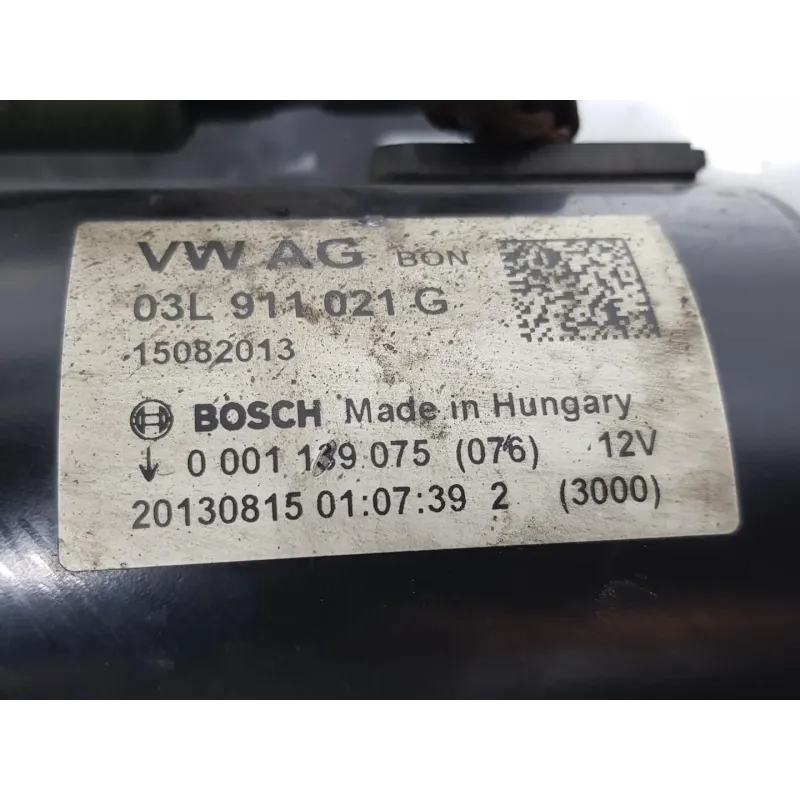 VW AG BON
03L 911 021 G
15082013
BOSCH Made in Hungary
0 001 139 075 (076) 12V
20130815 01:07:39 2 (3000)